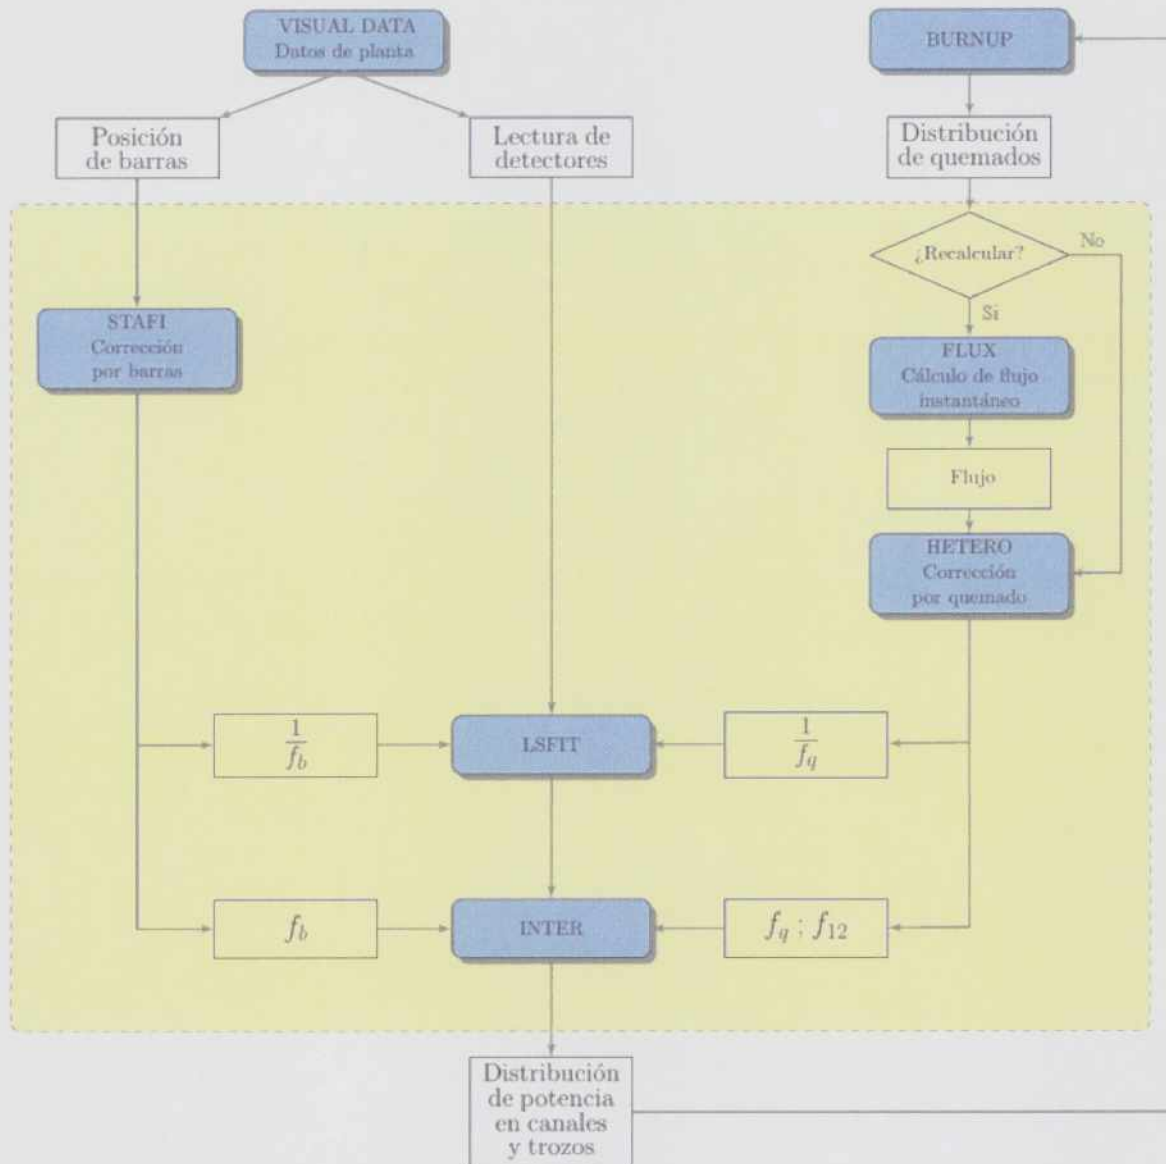 VISUAL DATA
Datos de planta
BURNUP
Posición
de barras
Lectura de
detectores
Distribución
de quemados
¿Recalcular?
No
Si
STAFI
Corrección
por barras
FLUX
Cálculo de flujo
instantáneo
Flujo
HETERO
Corrección
por quemado
1
f_b
LSFIT
1
f_q
f_b
INTER
f_q ; f_12
Distribución
de potencia
en canales
y trozos